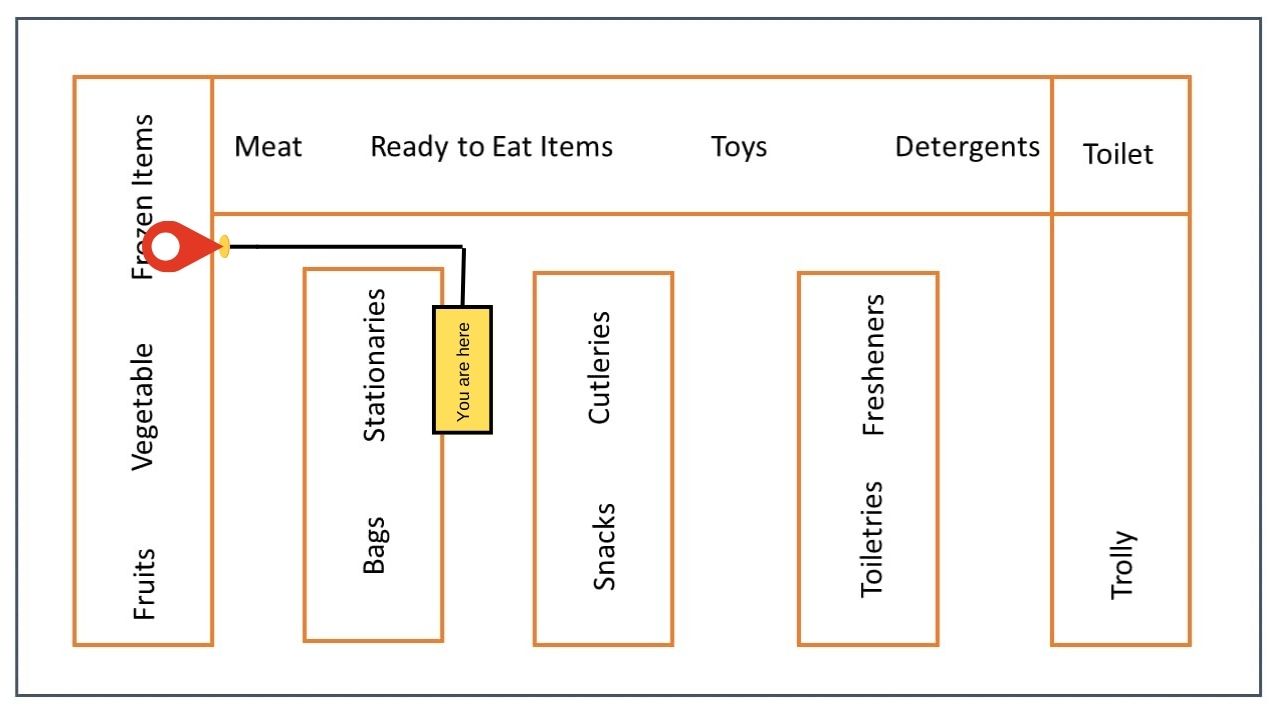 Meat
Ready to Eat Items
Toys
Detergents
Toilet
Frozen Items
Vegetable
Fruits
Stationaries
Bags
You are here
Cutleries
Snacks
Fresheners
Toiletries
Trolly